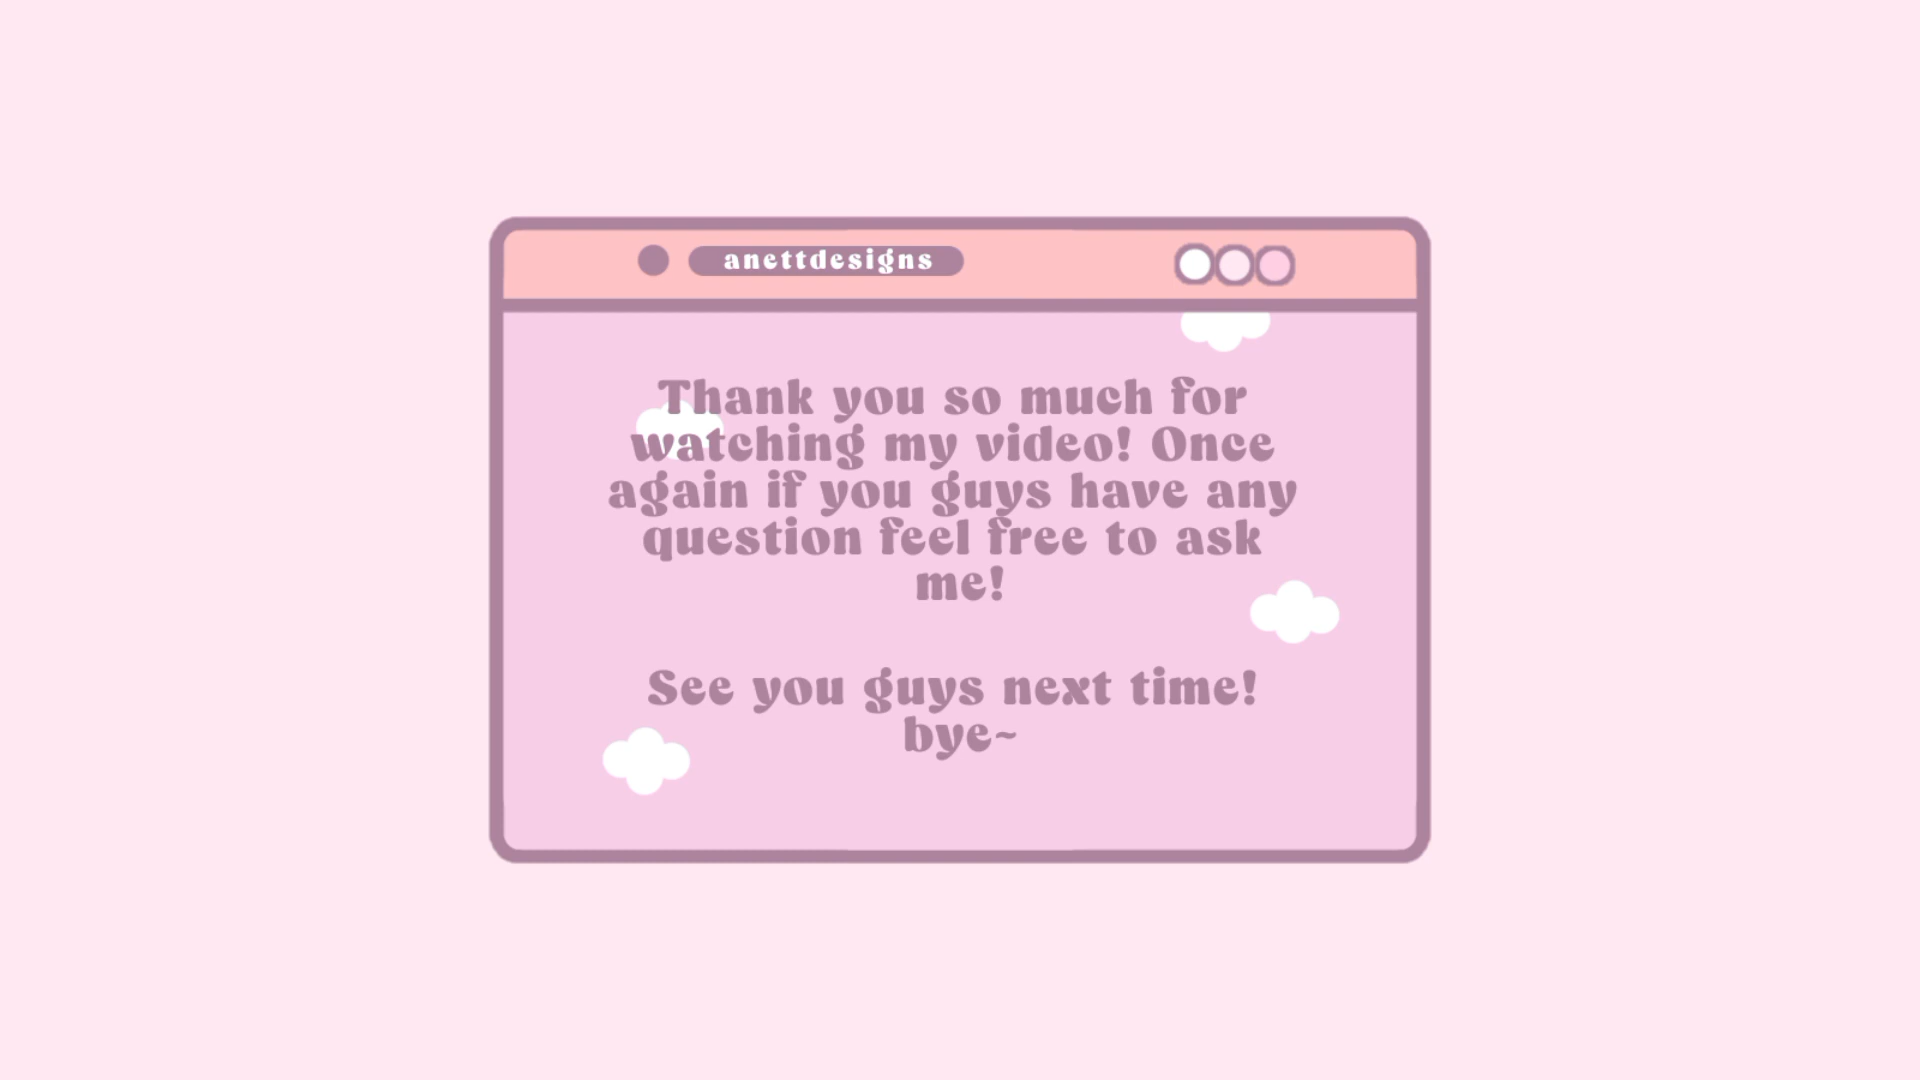 anettdesigns
Thank you so much for
watching my video! Once
again if you guys have any
question feel free to ask
me!
See you guys next time!
bye~